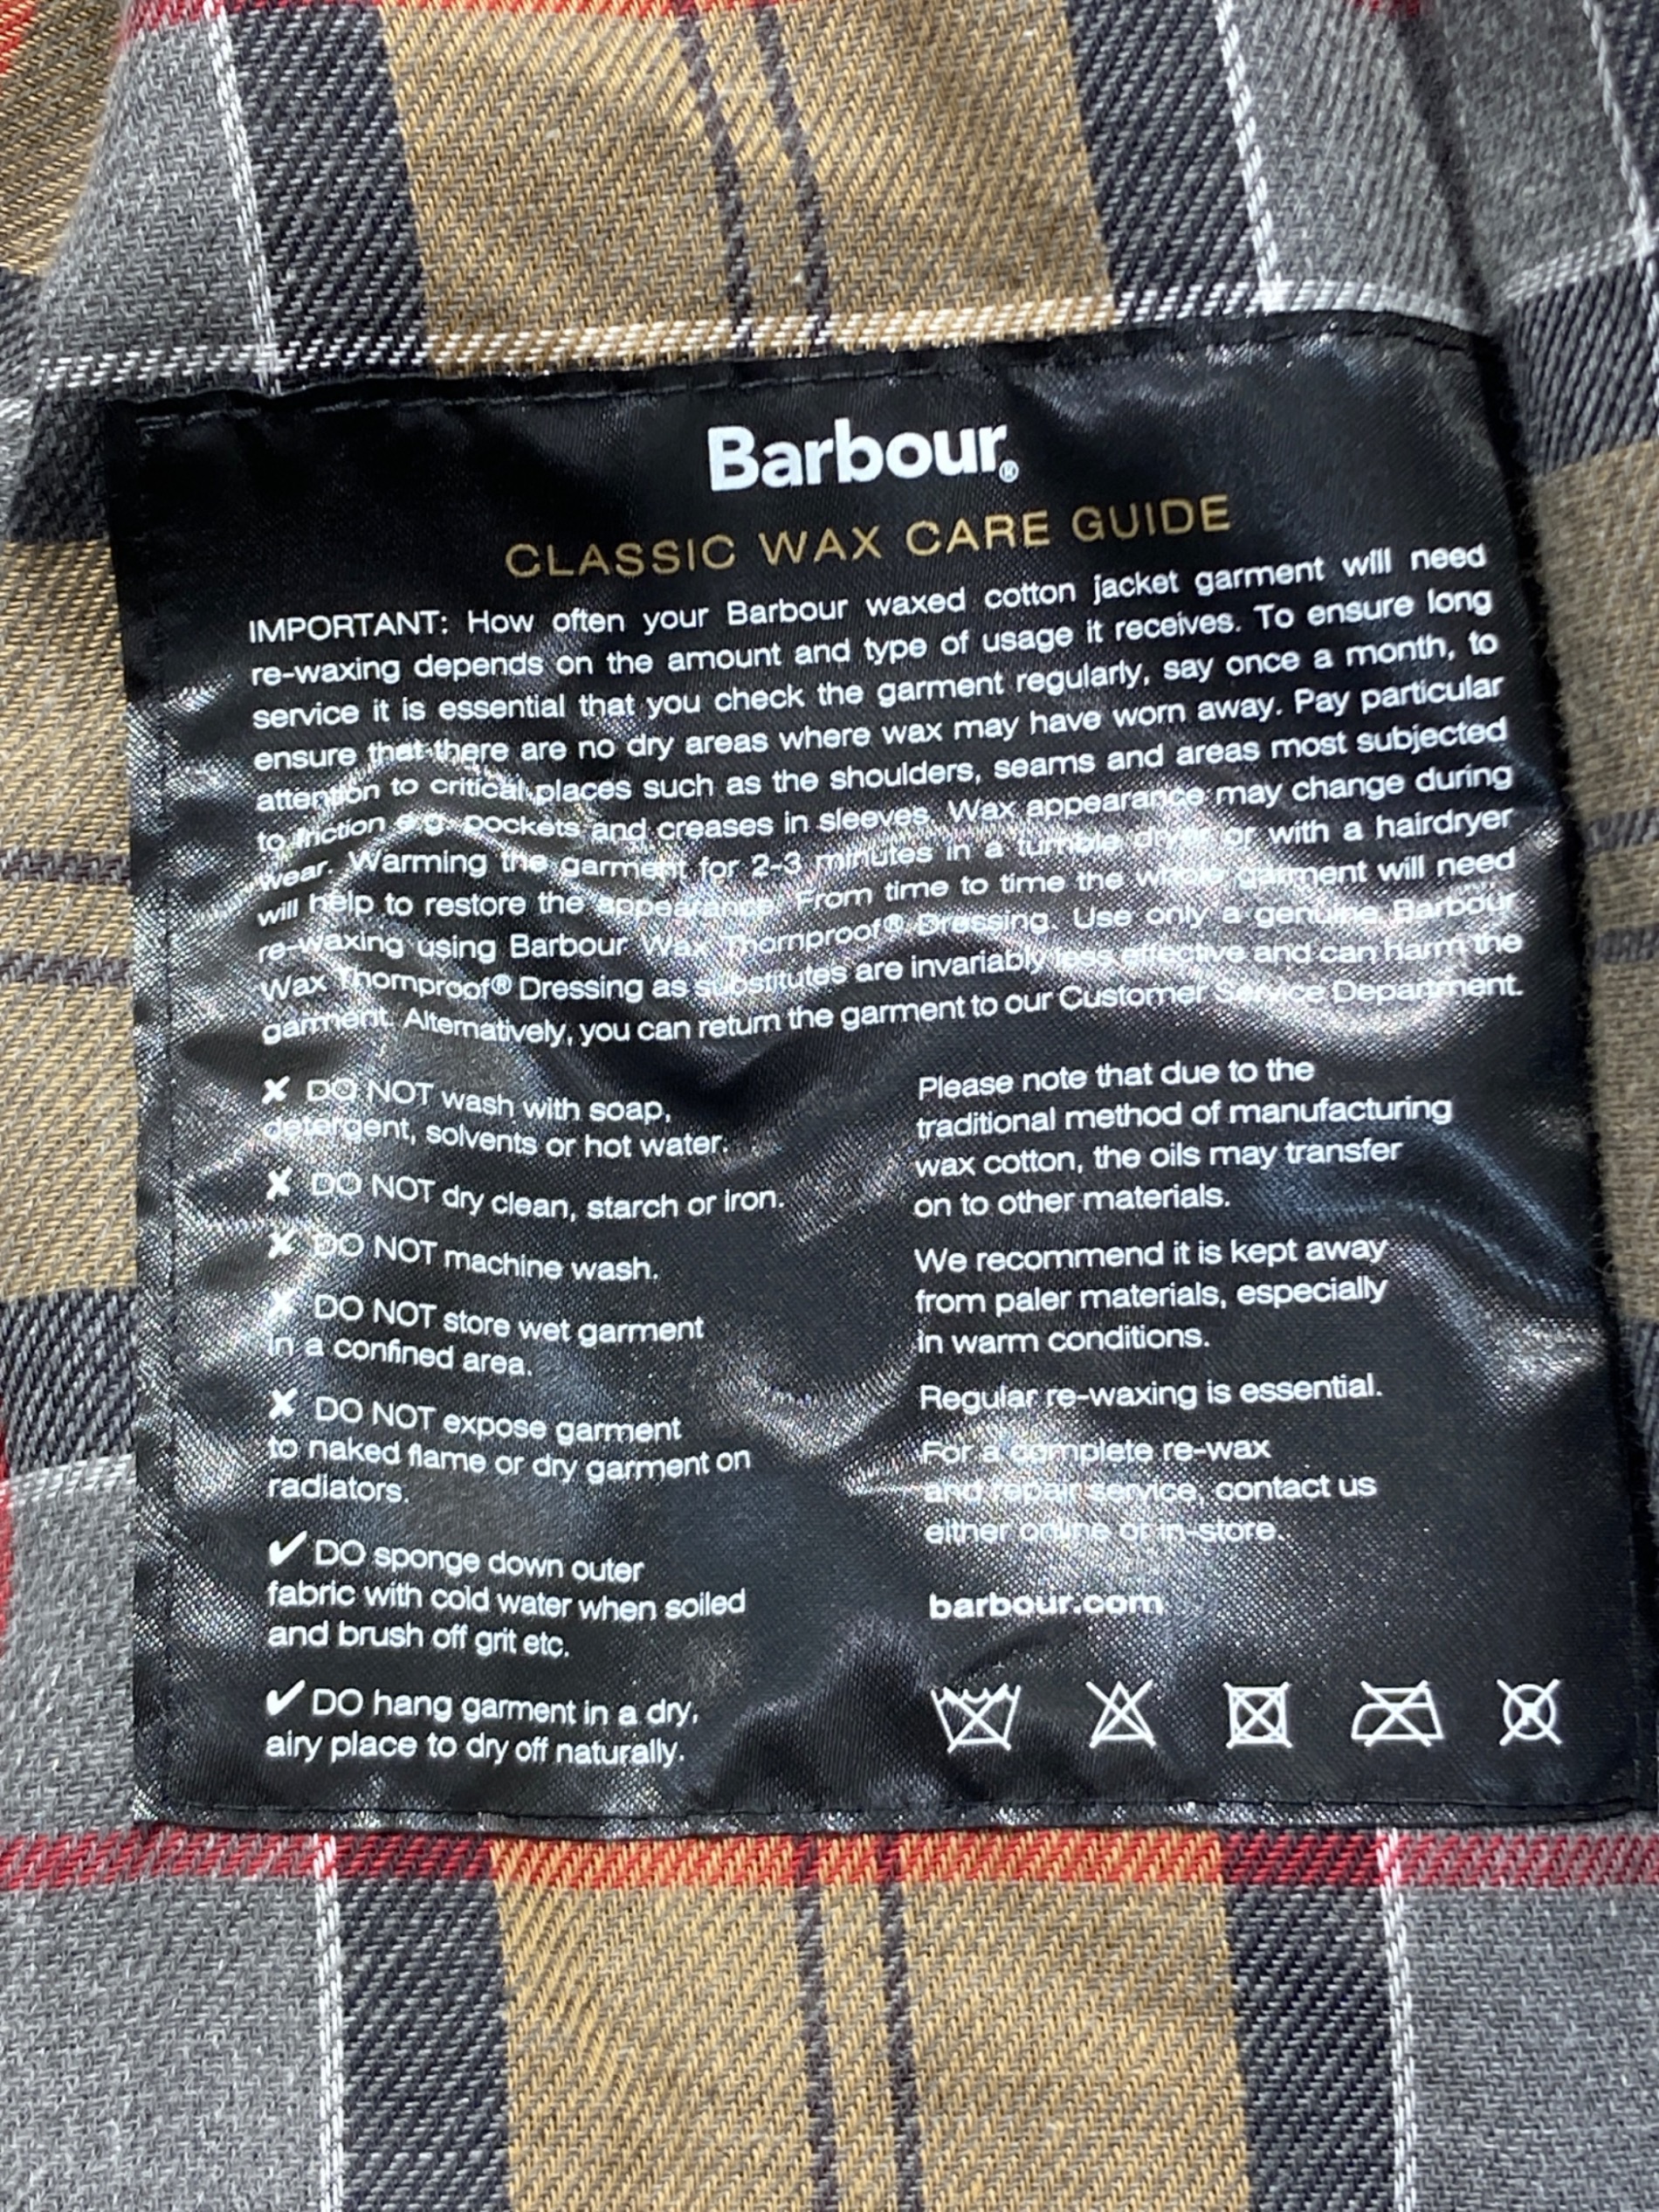 Barbour®
CLASSIC WAX CARE GUIDE
IMPORTANT: How often your Barbour waxed cotton jacket garment will need
re-waxing depends on the amount and type of usage it receives. To ensure long
service it is essential that you check the garment regularly, say once a month, to
ensure that there are no dry areas where wax may have worn away. Pay particular
attention to critical places such as the shoulders, seams and areas most subjected
to friction e.g. pockets and creases in sleeves. Wax appearance may change during
wear. Warming the garment for 2-3 minutes in a tumble dryer or with a hairdryer
will help to restore the appearance. From time to time the whole garment will need
re-waxing using Barbour Wax Thornproof® Dressing. Use only a genuine Barbour
Wax Thornproof® Dressing as substitutes are invariably less effective and can harm the
garment. Alternatively, you can return the garment to our Customer Service Department.
✘ DO NOT wash with soap,
detergent, solvents or hot water.
✘ DO NOT dry clean, starch or iron.
✘ DO NOT machine wash.
✘ DO NOT store wet garment
in a confined area.
✘ DO NOT expose garment
to naked flame or dry garment on
radiators.
✔ DO sponge down outer
fabric with cold water when soiled
and brush off grit etc.
✔ DO hang garment in a dry,
airy place to dry off naturally.
Please note that due to the
traditional method of manufacturing
wax cotton, the oils may transfer
on to other materials.
We recommend it is kept away
from paler materials, especially
in warm conditions.
Regular re-waxing is essential.
For a complete re-wax
and repair service, contact us
either online or in-store.
barbour.com